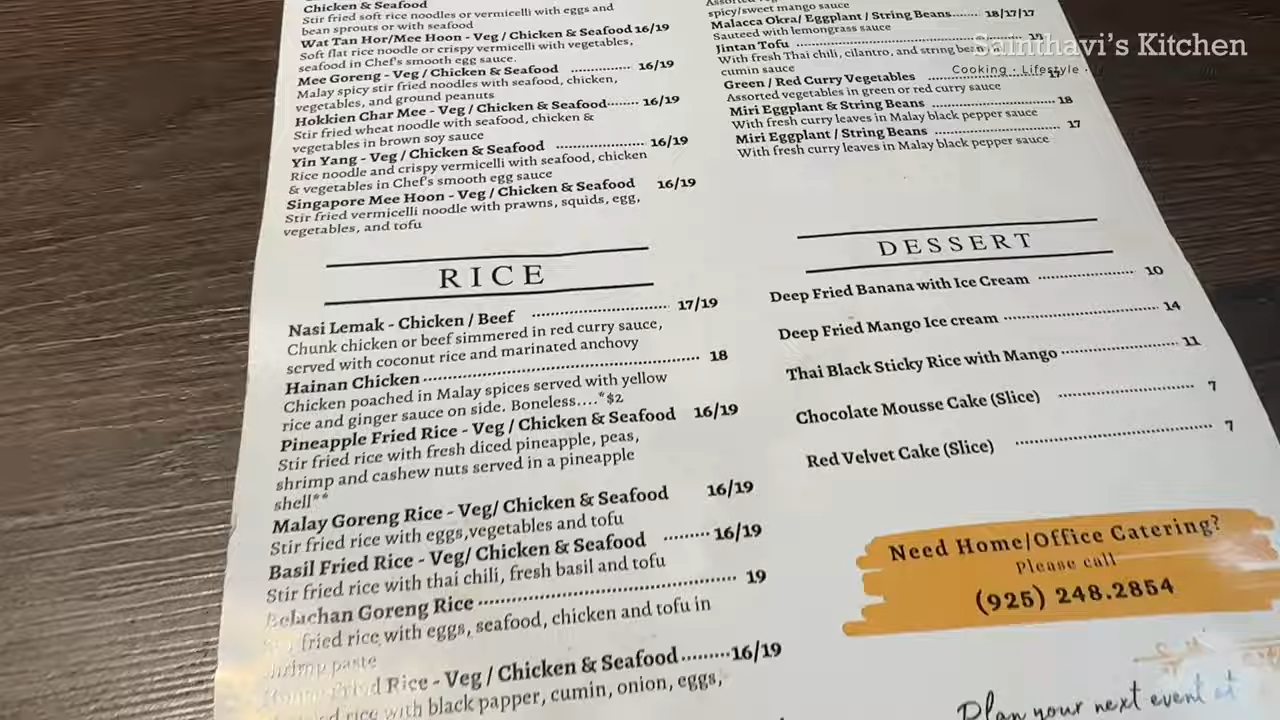 Chicken & Seafood
Stir fried soft rice noodles or vermicelli with eggs and
bean sprouts or with seafood
Wat Tan Hor/Mee Hoon - Veg / Chicken & Seafood 16/19
Soft flat rice noodle or crispy vermicelli with vegetables,
seafood in Chef's smooth egg sauce.
Mee Goreng - Veg / Chicken & Seafood ............... 16/19
Malay spicy stir fried noodles with seafood, chicken,
vegetables, and ground peanuts
Hokkien Char Mee - Veg / Chicken & Seafood........ 16/19
Stir fried wheat noodle with seafood, chicken &
vegetables in brown soy sauce
Yin Yang - Veg / Chicken & Seafood ...................... 16/19
Rice noodle and crispy vermicelli with seafood, chicken
& vegetables in Chef's smooth egg sauce
Singapore Mee Hoon - Veg / Chicken & Seafood 16/19
Stir fried vermicelli noodle with prawns, squids, egg,
vegetables, and tofu
RICE
Nasi Lemak - Chicken / Beef ............................ 17/19
Chunk chicken or beef simmered in red curry sauce,
served with coconut rice and marinated anchovy
Hainan Chicken ........................................................ 18
Chicken poached in Malay spices served with yellow
rice and ginger sauce on side. Boneless....*$2
Pineapple Fried Rice - Veg / Chicken & Seafood 16/19
Stir fried rice with fresh diced pineapple, peas,
shrimp and cashew nuts served in a pineapple
shell**
Malay Goreng Rice - Veg/ Chicken & Seafood 16/19
Stir fried rice with eggs,vegetables and tofu
Basil Fried Rice - Veg/ Chicken & Seafood ......... 16/19
Stir fried rice with thai chili, fresh basil and tofu
Belachan Goreng Rice .................................................. 19
fried rice with eggs, seafood, chicken and tofu in
shrimp paste
Fried Rice - Veg / Chicken & Seafood.........16/19
rice with black papper, cumin, onion, eggs,
spicy/sweet mango sauce
Malacca Okra/ Eggplant / String Beans....... 18/17/17
Sauteed with lemongrass sauce
Jintan Tofu ................................................ 19
With fresh Thai chili, cilantro, and string beans in
cumin sauce
Green / Red Curry Vegetables ........................ 17
Assorted vegetables in green or red curry sauce
Miri Eggplant & String Beans ........................ 18
With fresh curry leaves in Malay black pepper sauce
Miri Eggplant / String Beans ........................ 17
With fresh curry leaves in Malay black pepper sauce
DESSERT
Deep Fried Banana with Ice Cream ..................... 10
Deep Fried Mango Ice cream ................................. 14
Thai Black Sticky Rice with Mango ......................... 11
Chocolate Mousse Cake (Slice) ............................. 7
Red Velvet Cake (Slice) .......................................... 7
Need Home/Office Catering?
Please call
(925) 248.2854
Plan your next event at
Sainthavi's Kitchen
Cooking · Lifestyle ·